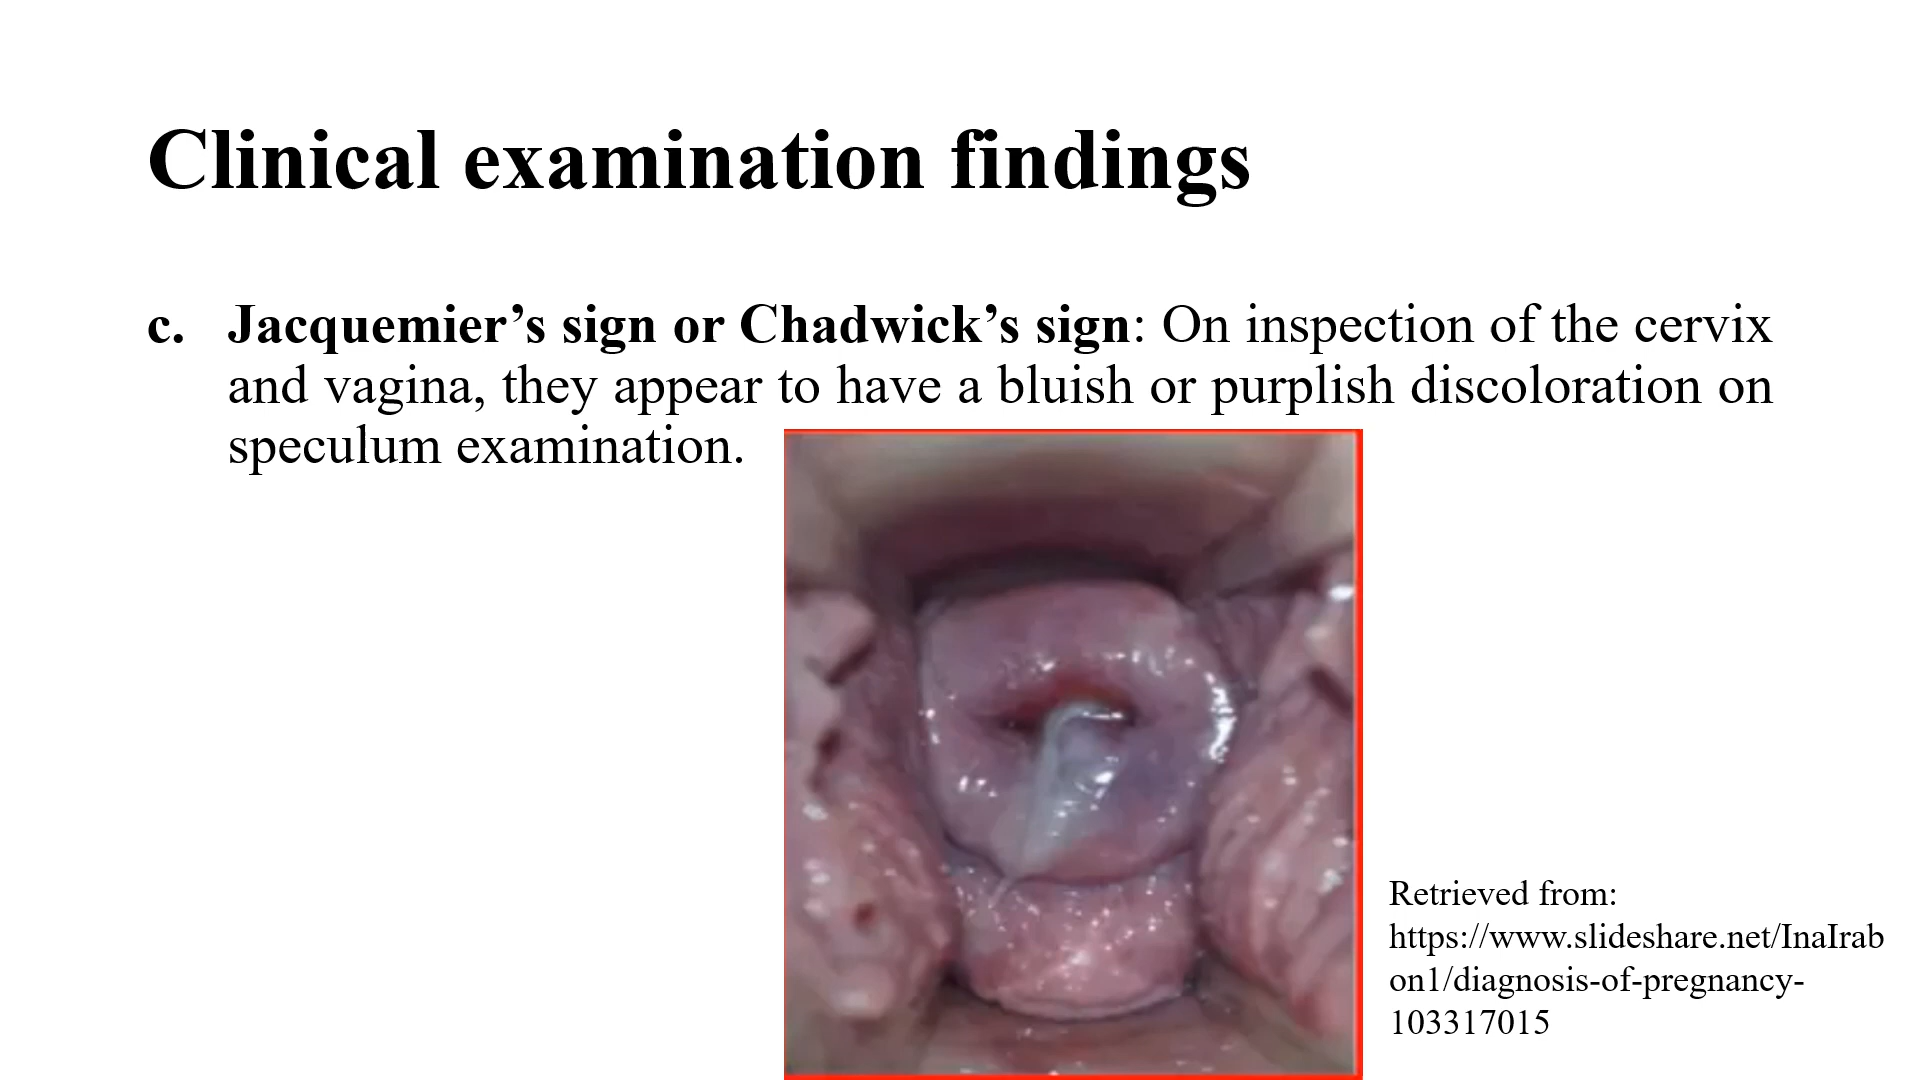 Clinical examination findings
c. Jacquemier’s sign or Chadwick’s sign: On inspection of the cervix
and vagina, they appear to have a bluish or purplish discoloration on
speculum examination.
Retrieved from:
https://www.slideshare.net/InaIrab
on1/diagnosis-of-pregnancy-
103317015